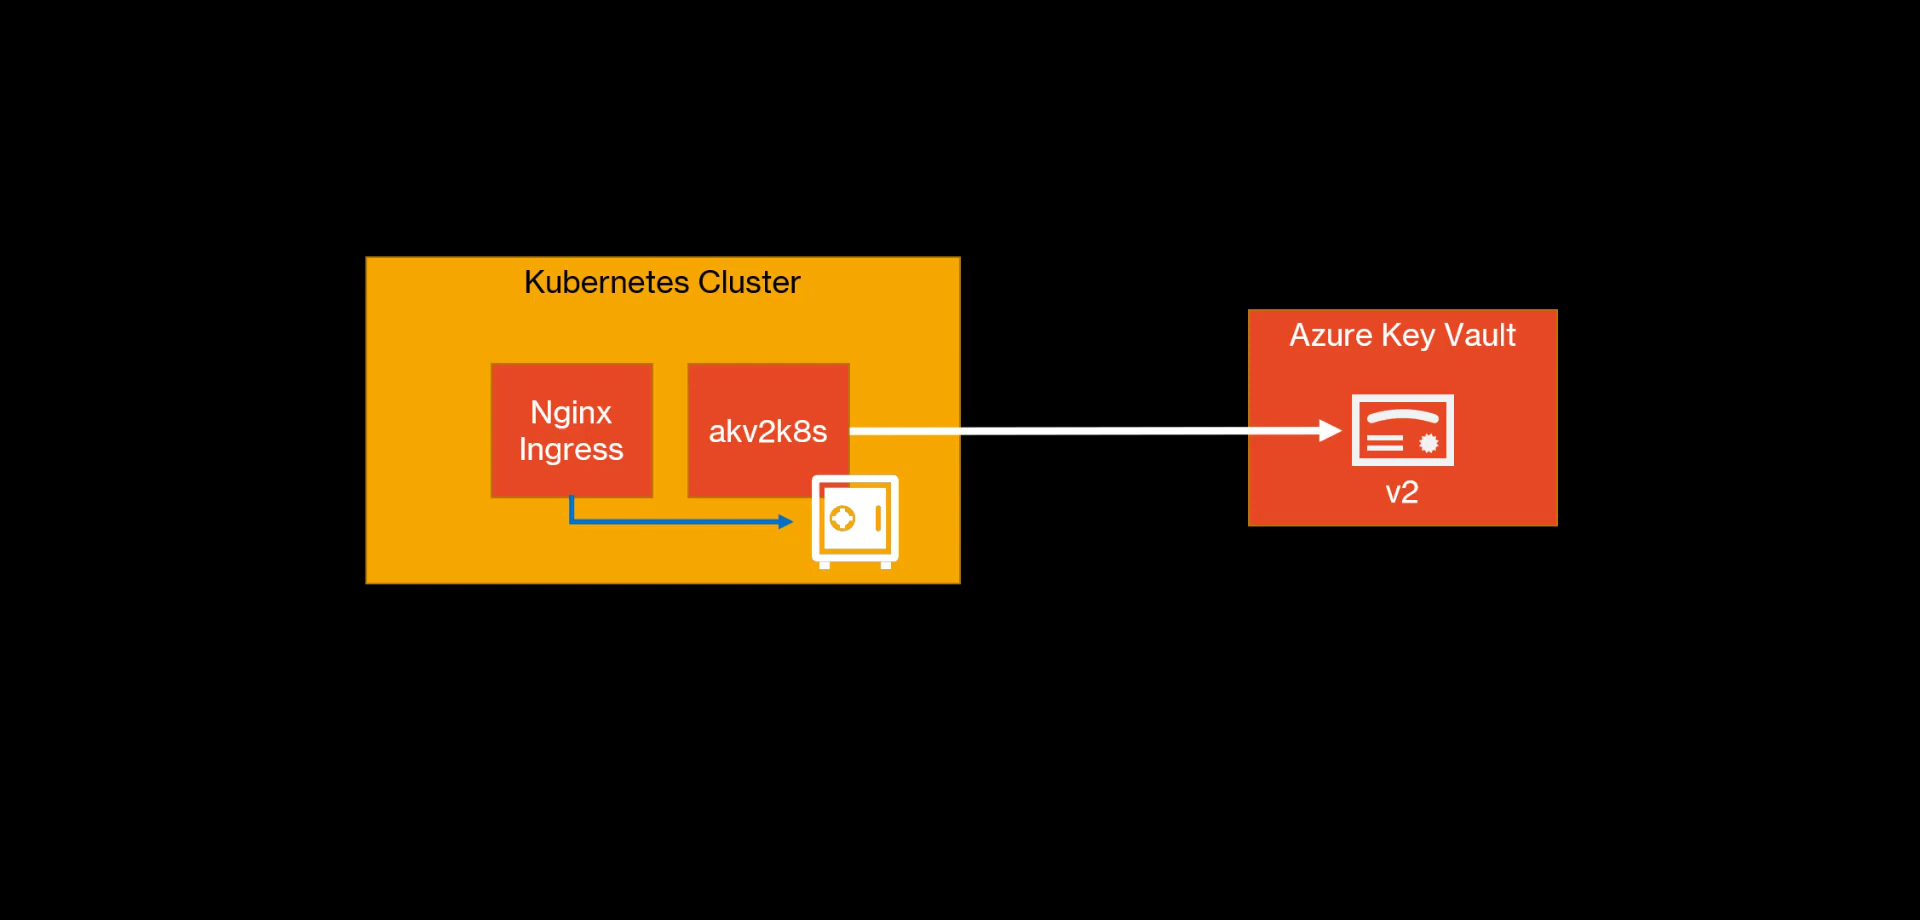 Kubernetes Cluster
Nginx
Ingress
akv2k8s
Azure Key Vault
v2